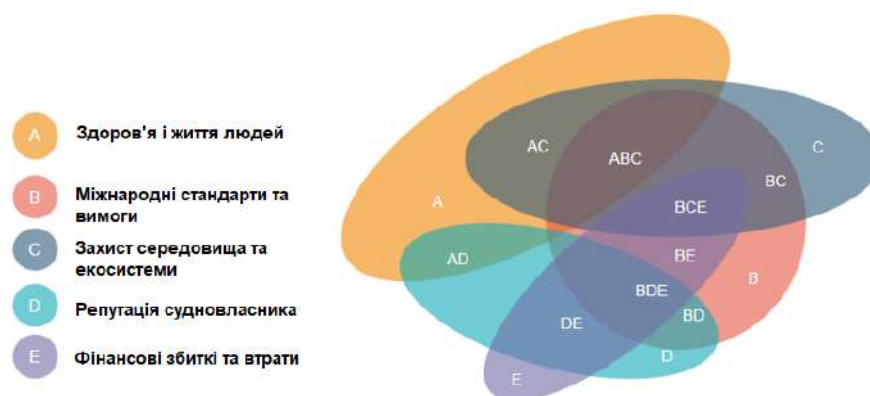 A Здоров'я і життя людей
B Міжнародні стандарти та
вимоги
C Захист середовища та
екосистеми
D Репутація судновласника
E Фінансові збиткі та втрати
AC
ABC
C
BC
A
BCE
AD
BE
B
BDE
BD
DE
D
E